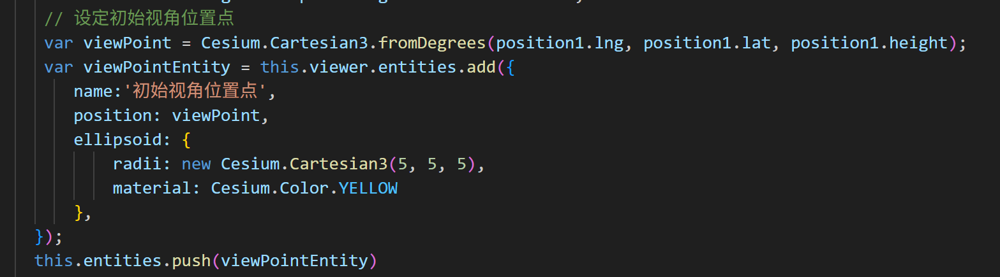 // 设定初始视角位置点
var viewPoint = Cesium.Cartesian3.fromDegrees(position1.lng, position1.lat, position1.height);
var viewPointEntity = this.viewer.entities.add({
name:'初始视角位置点',
position: viewPoint,
ellipsoid: {
radii: new Cesium.Cartesian3(5, 5, 5),
material: Cesium.Color.YELLOW
},
});
this.entities.push(viewPointEntity)